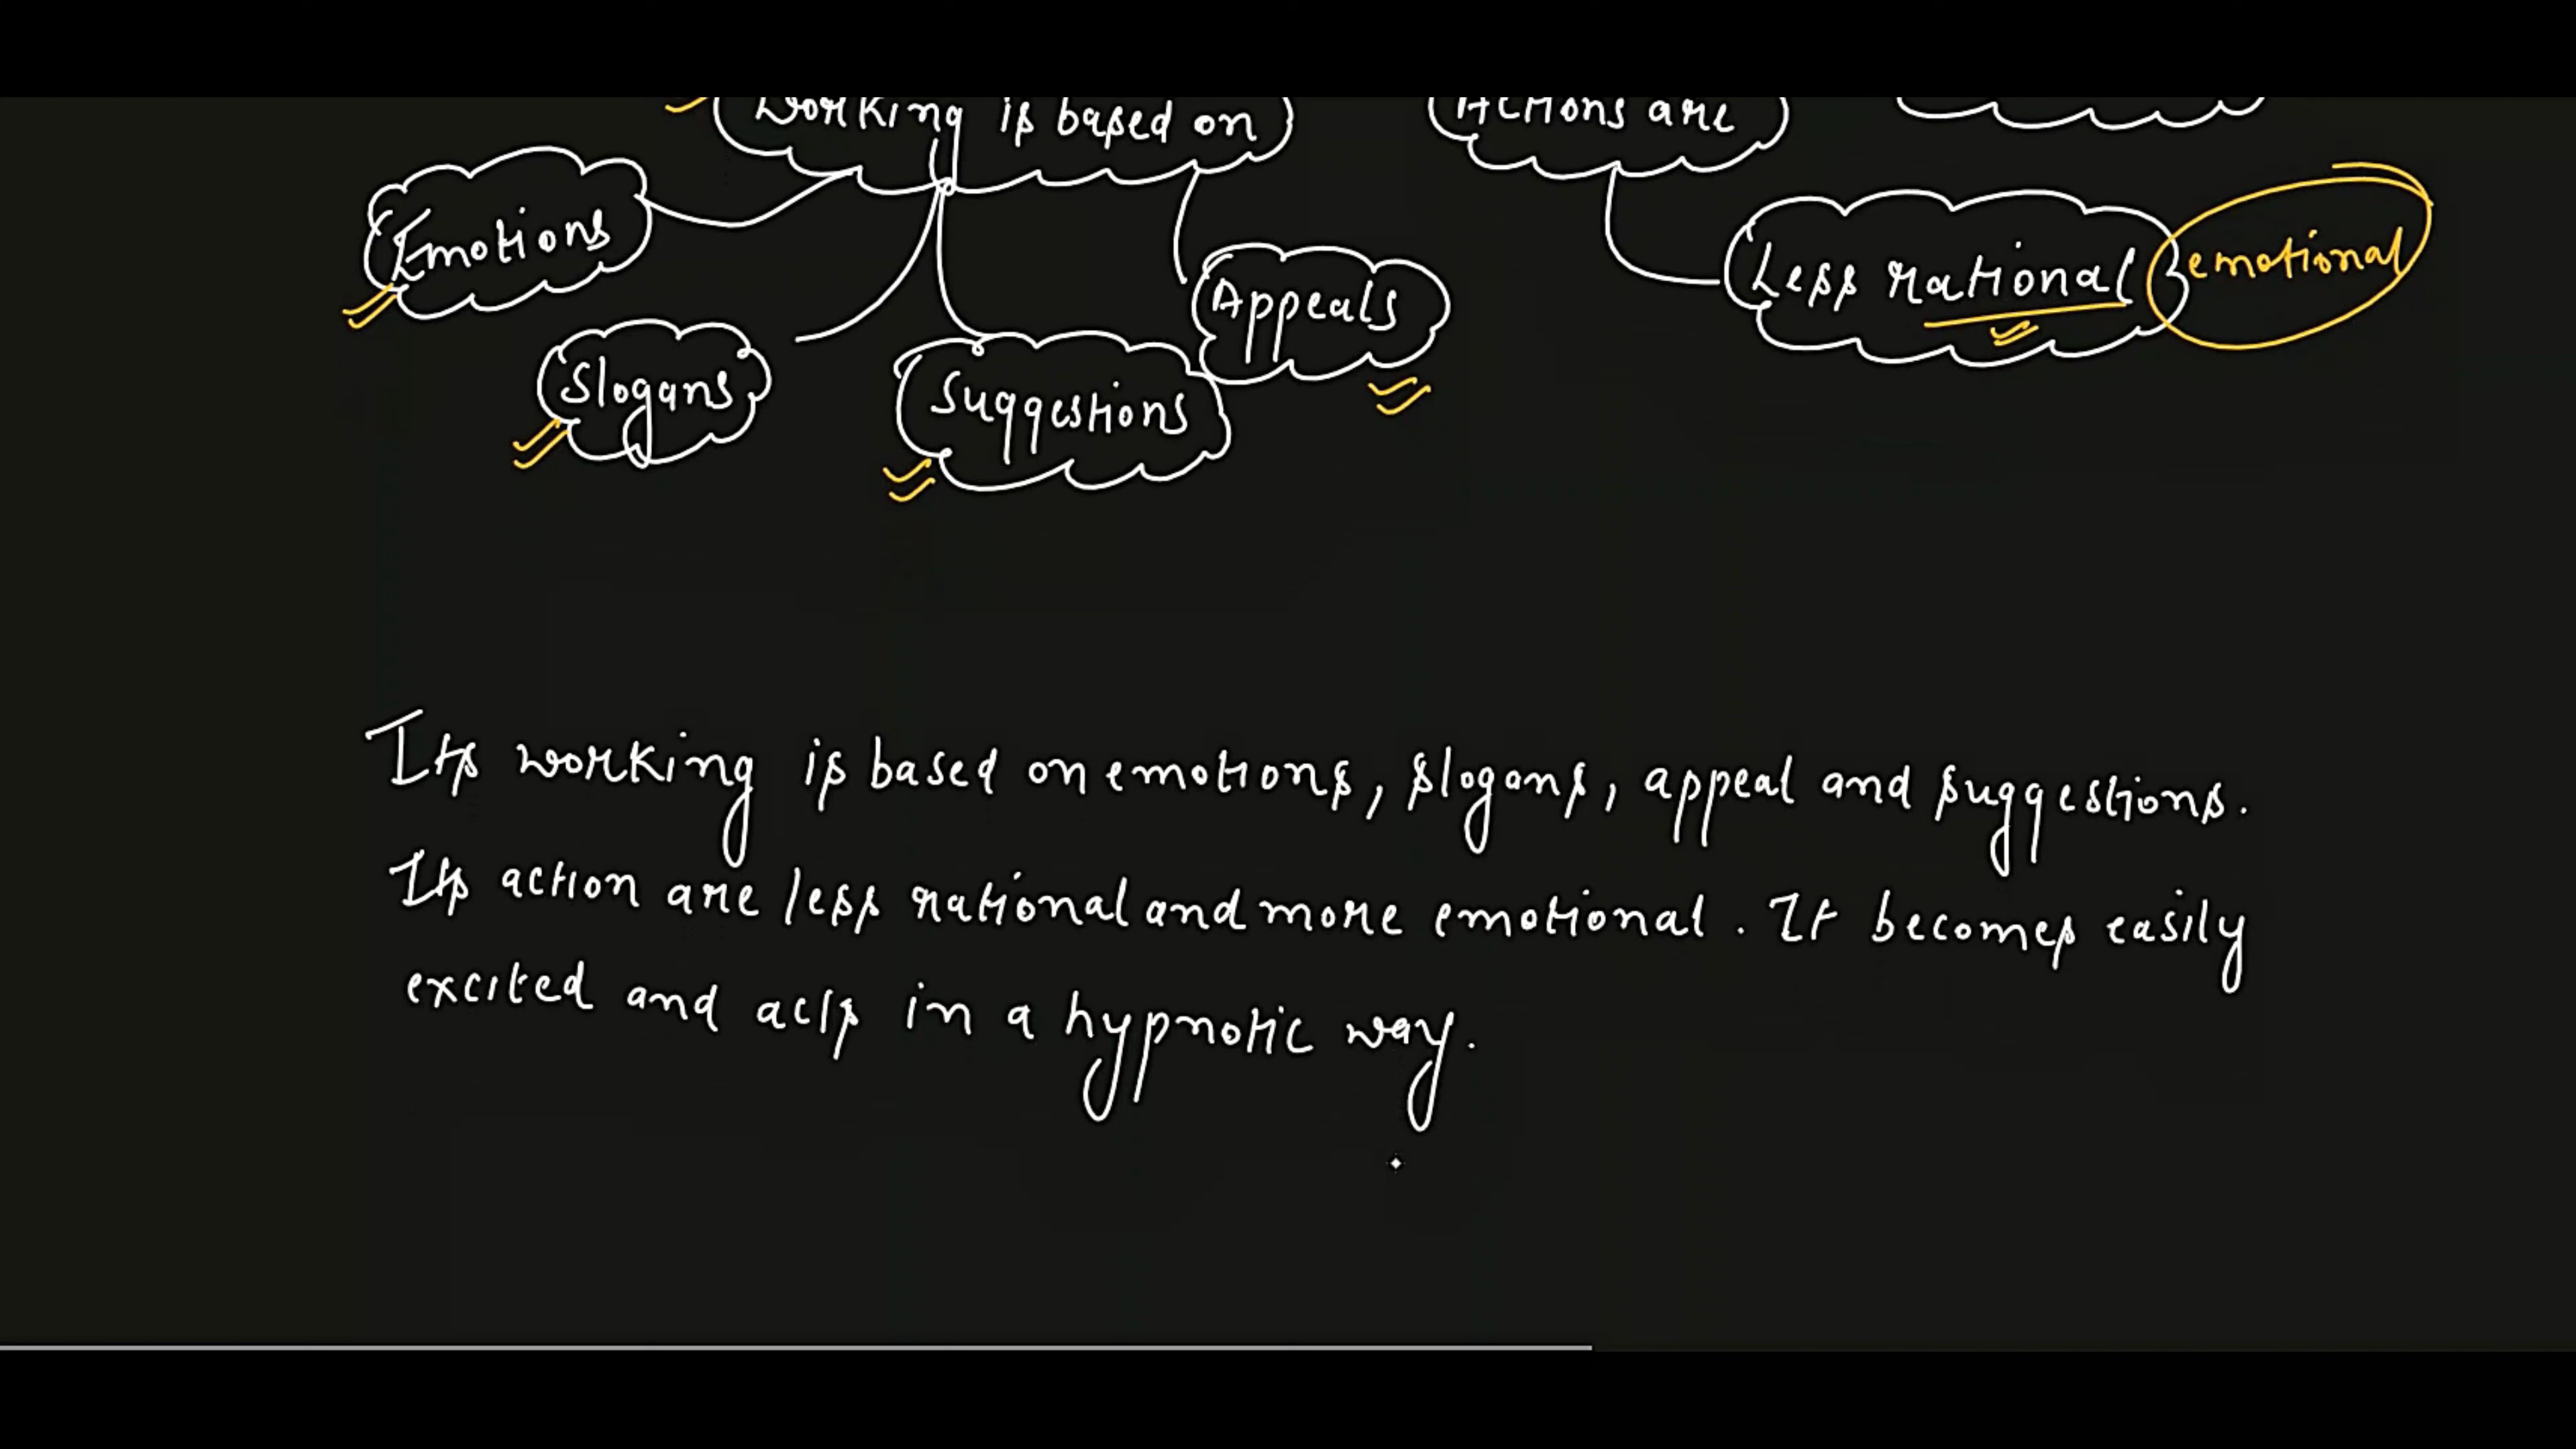 Working is based on
Actions are
Emotions
Less rational
emotional
Appeals
Slogans
Suggestions
Its working is based on emotions, slogans, appeal and suggestions.
Its action are less rational and more emotional. It becomes easily
excited and acts in a hypnotic way.